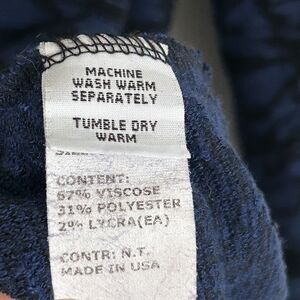 MACHINE
WASH WARM
SEPARATELY
TUMBLE DRY
WARM
CONTENT:
67% VISCOSE
31% POLYESTER
2% LYCRA(EA)
CONTR: N.T.
MADE IN USA